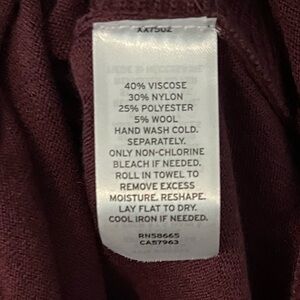 XX7502
40% VISCOSE
30% NYLON
25% POLYESTER
5% WOOL
HAND WASH COLD.
SEPARATELY.
ONLY NON-CHLORINE
BLEACH IF NEEDED.
ROLL IN TOWEL TO
REMOVE EXCESS
MOISTURE. RESHAPE.
LAY FLAT TO DRY.
COOL IRON IF NEEDED.
RN58665
CA57963